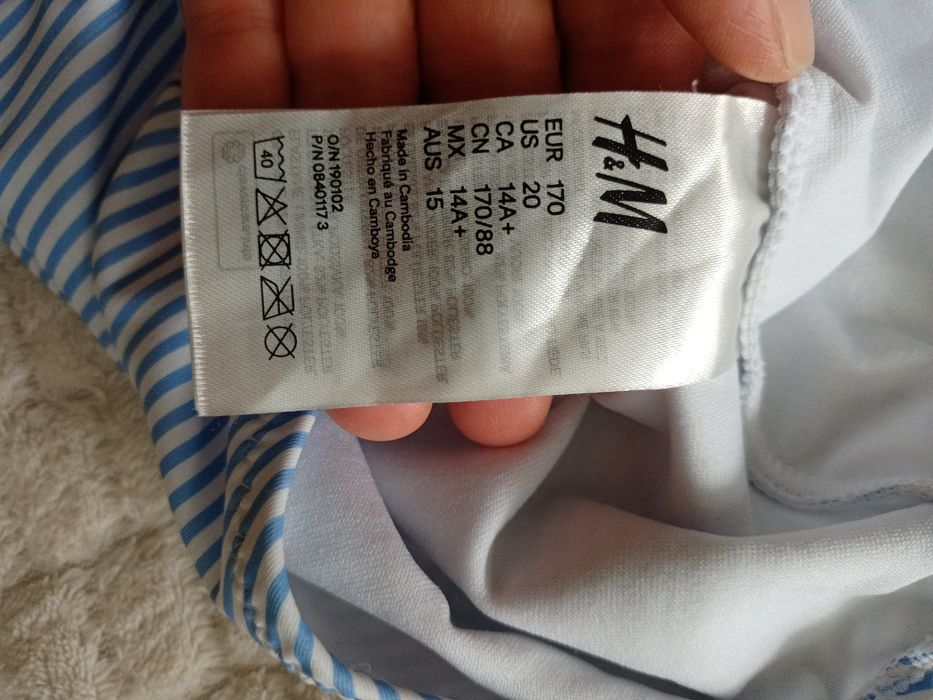 H&M
EUR 170
US 20
CA 14A+
CN 170/88
MX 14A+
AUS 15
Made in Cambodia
Fabriqué au Cambodge
Hecho en Camboya
O/N 190102
P/N 0840117 3
40